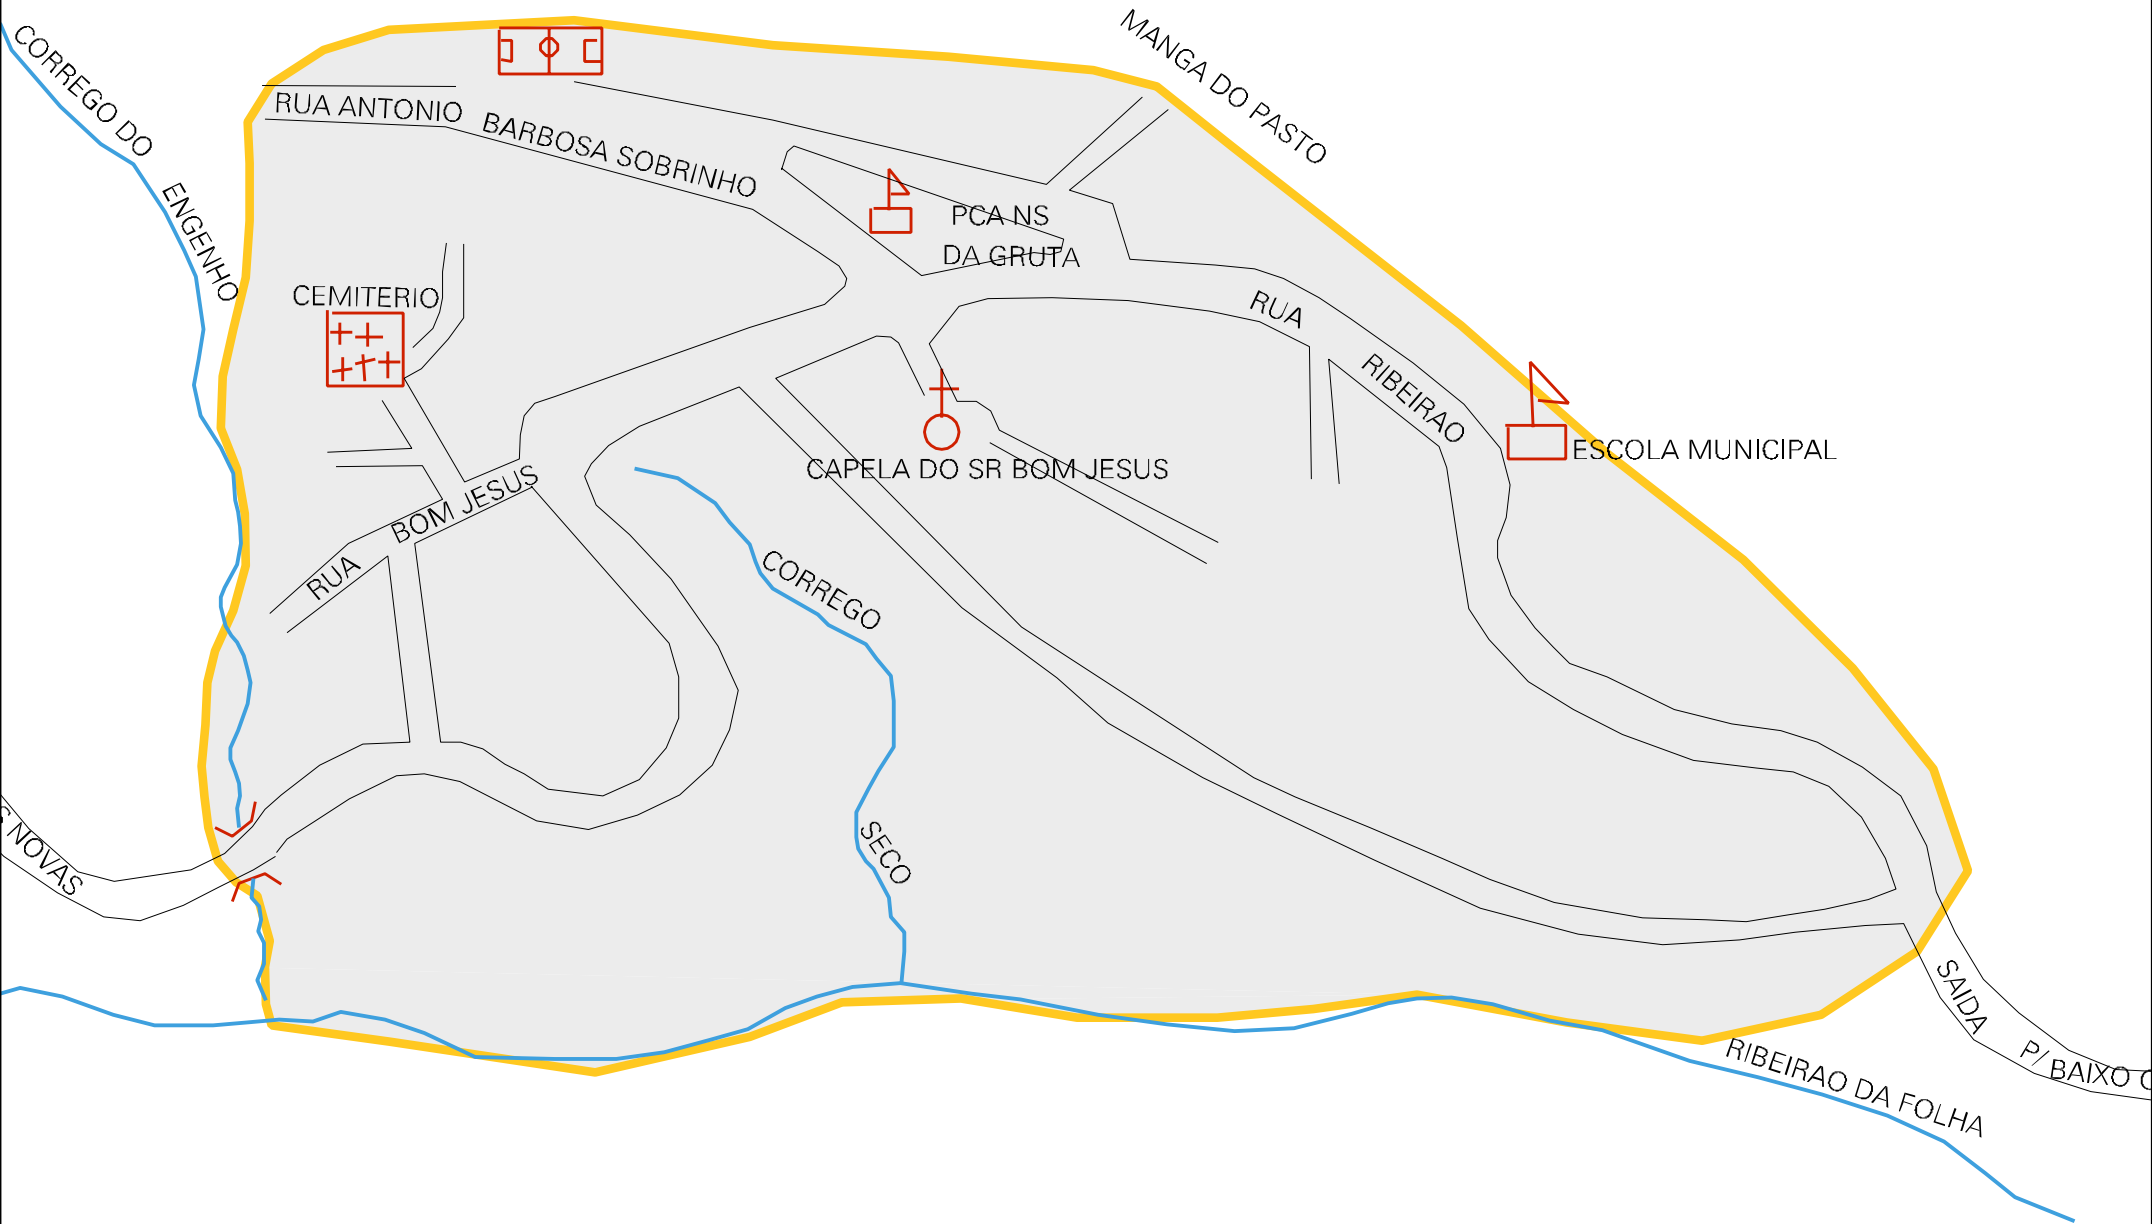 MANGA DO PASTO
CORREGO DO
ENGENHO
RUA ANTONIO
BARBOSA SOBRINHO
PCA NS
DA GRUTA
CEMITERIO
RUA
RIBEIRAO
ESCOLA MUNICIPAL
CAPELA DO SR BOM JESUS
RUA
BOM JESUS
CORREGO
SECO
S NOVAS
SAIDA
P/ BAIXO
RIBEIRAO DA FOLHA